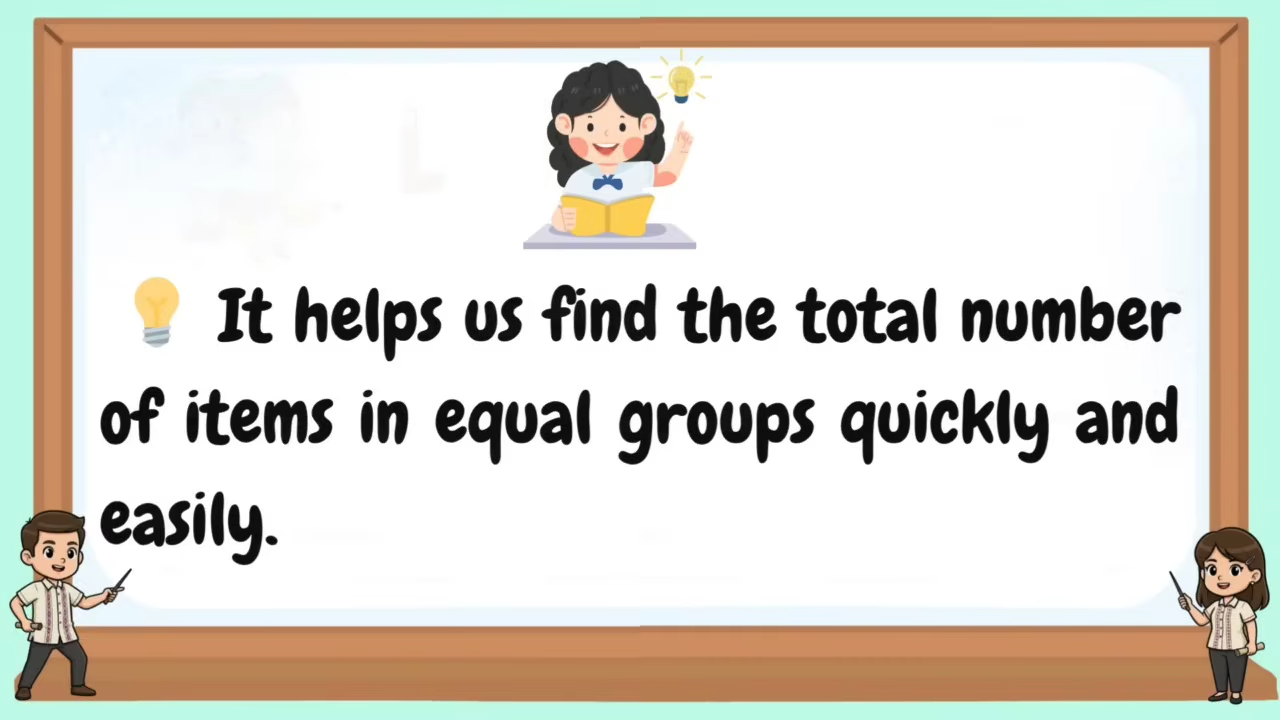 It helps us find the total number
of items in equal groups quickly and
easily.